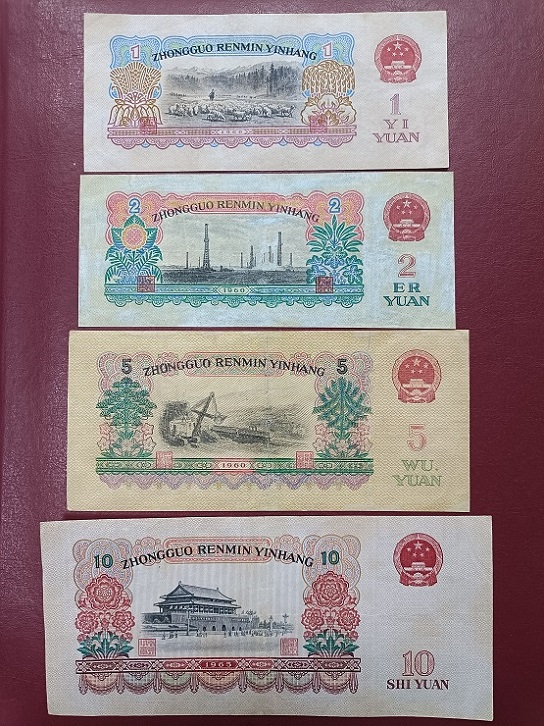 1 1
ZHONGGUO RENMIN YINHANG
1
YI
YUAN
1960
2 2
ZHONGGUO RENMIN YINHANG
2
ER
YUAN
1960
5 5
ZHONGGUO RENMIN YINHANG
5
WU
YUAN
1960
10 10
ZHONGGUO RENMIN YINHANG
10
SHI YUAN
1965